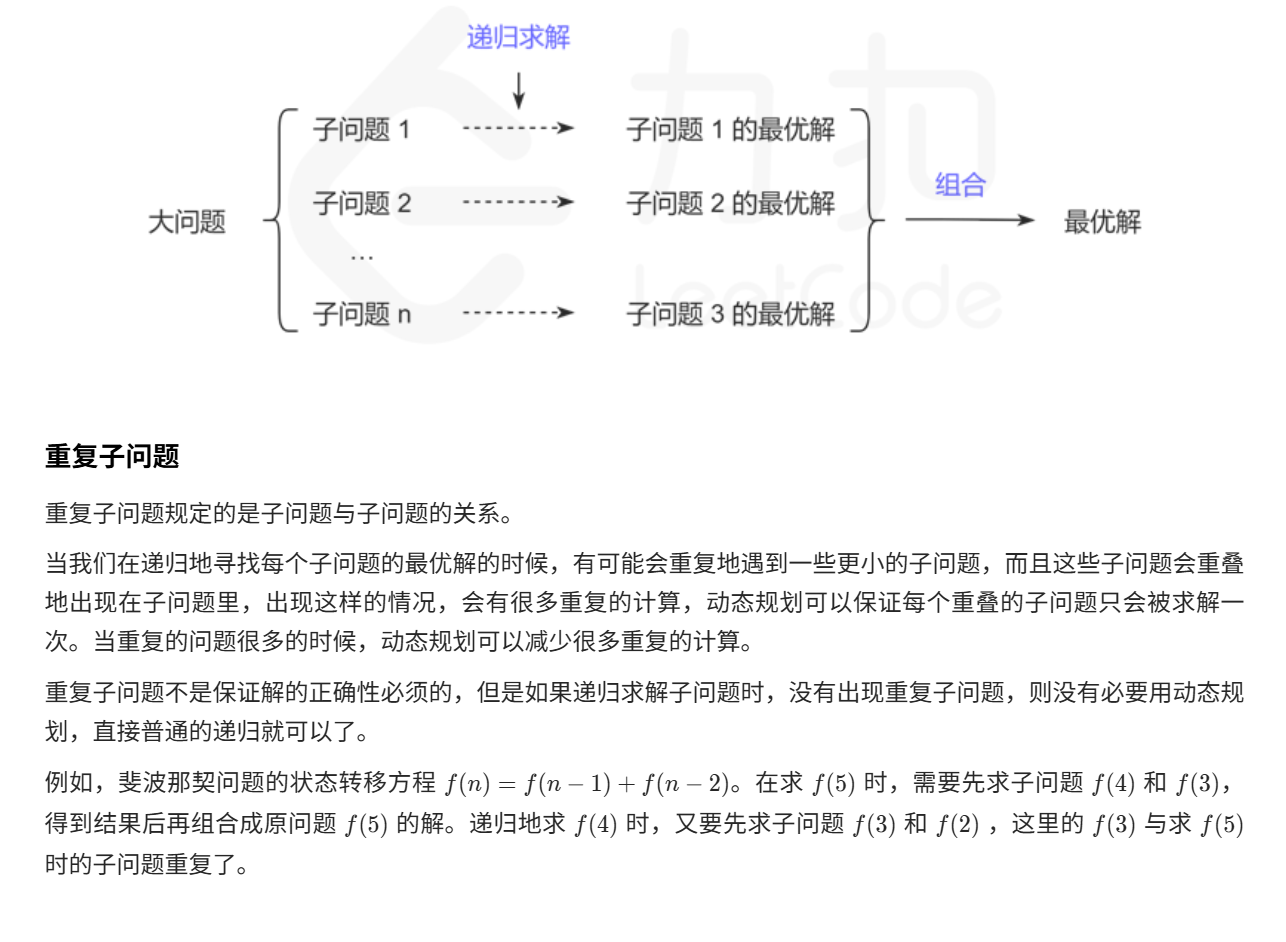 递归求解
子问题 1
子问题 1 的最优解
组合
子问题 2
子问题 2 的最优解
大问题
最优解
…
子问题 n
子问题 3 的最优解
力扣
LeetCode
重复子问题
重复子问题规定的是子问题与子问题的关系。
当我们在递归地寻找每个子问题的最优解的时候，有可能会重复地遇到一些更小的子问题，而且这些子问题会重叠
地出现在子问题里，出现这样的情况，会有很多重复的计算，动态规划可以保证每个重叠的子问题只会被求解一
次。当重复的问题很多的时候，动态规划可以减少很多重复的计算。
重复子问题不是保证解的正确性必须的，但是如果递归求解子问题时，没有出现重复子问题，则没有必要用动态规
划，直接普通的递归就可以了。
例如，斐波那契问题的状态转移方程 f(n) = f(n − 1) + f(n − 2)。在求 f(5) 时，需要先求子问题 f(4) 和 f(3)，
得到结果后再组合成原问题 f(5) 的解。递归地求 f(4) 时，又要先求子问题 f(3) 和 f(2) ，这里的 f(3) 与求 f(5)
时的子问题重复了。